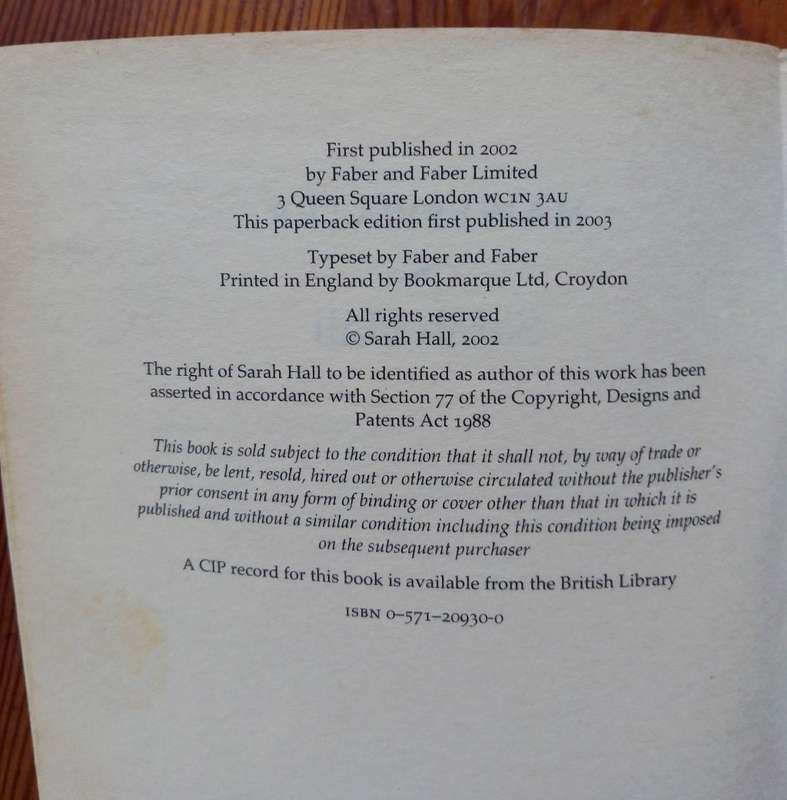 First published in 2002
by Faber and Faber Limited
3 Queen Square London WC1N 3AU
This paperback edition first published in 2003
Typeset by Faber and Faber
Printed in England by Bookmarque Ltd, Croydon
All rights reserved
© Sarah Hall, 2002
The right of Sarah Hall to be identified as author of this work has been
asserted in accordance with Section 77 of the Copyright, Designs and
Patents Act 1988
This book is sold subject to the condition that it shall not, by way of trade or
otherwise, be lent, resold, hired out or otherwise circulated without the publisher's
prior consent in any form of binding or cover other than that in which it is
published and without a similar condition including this condition being imposed
on the subsequent purchaser
A CIP record for this book is available from the British Library
ISBN 0–571–20930-0